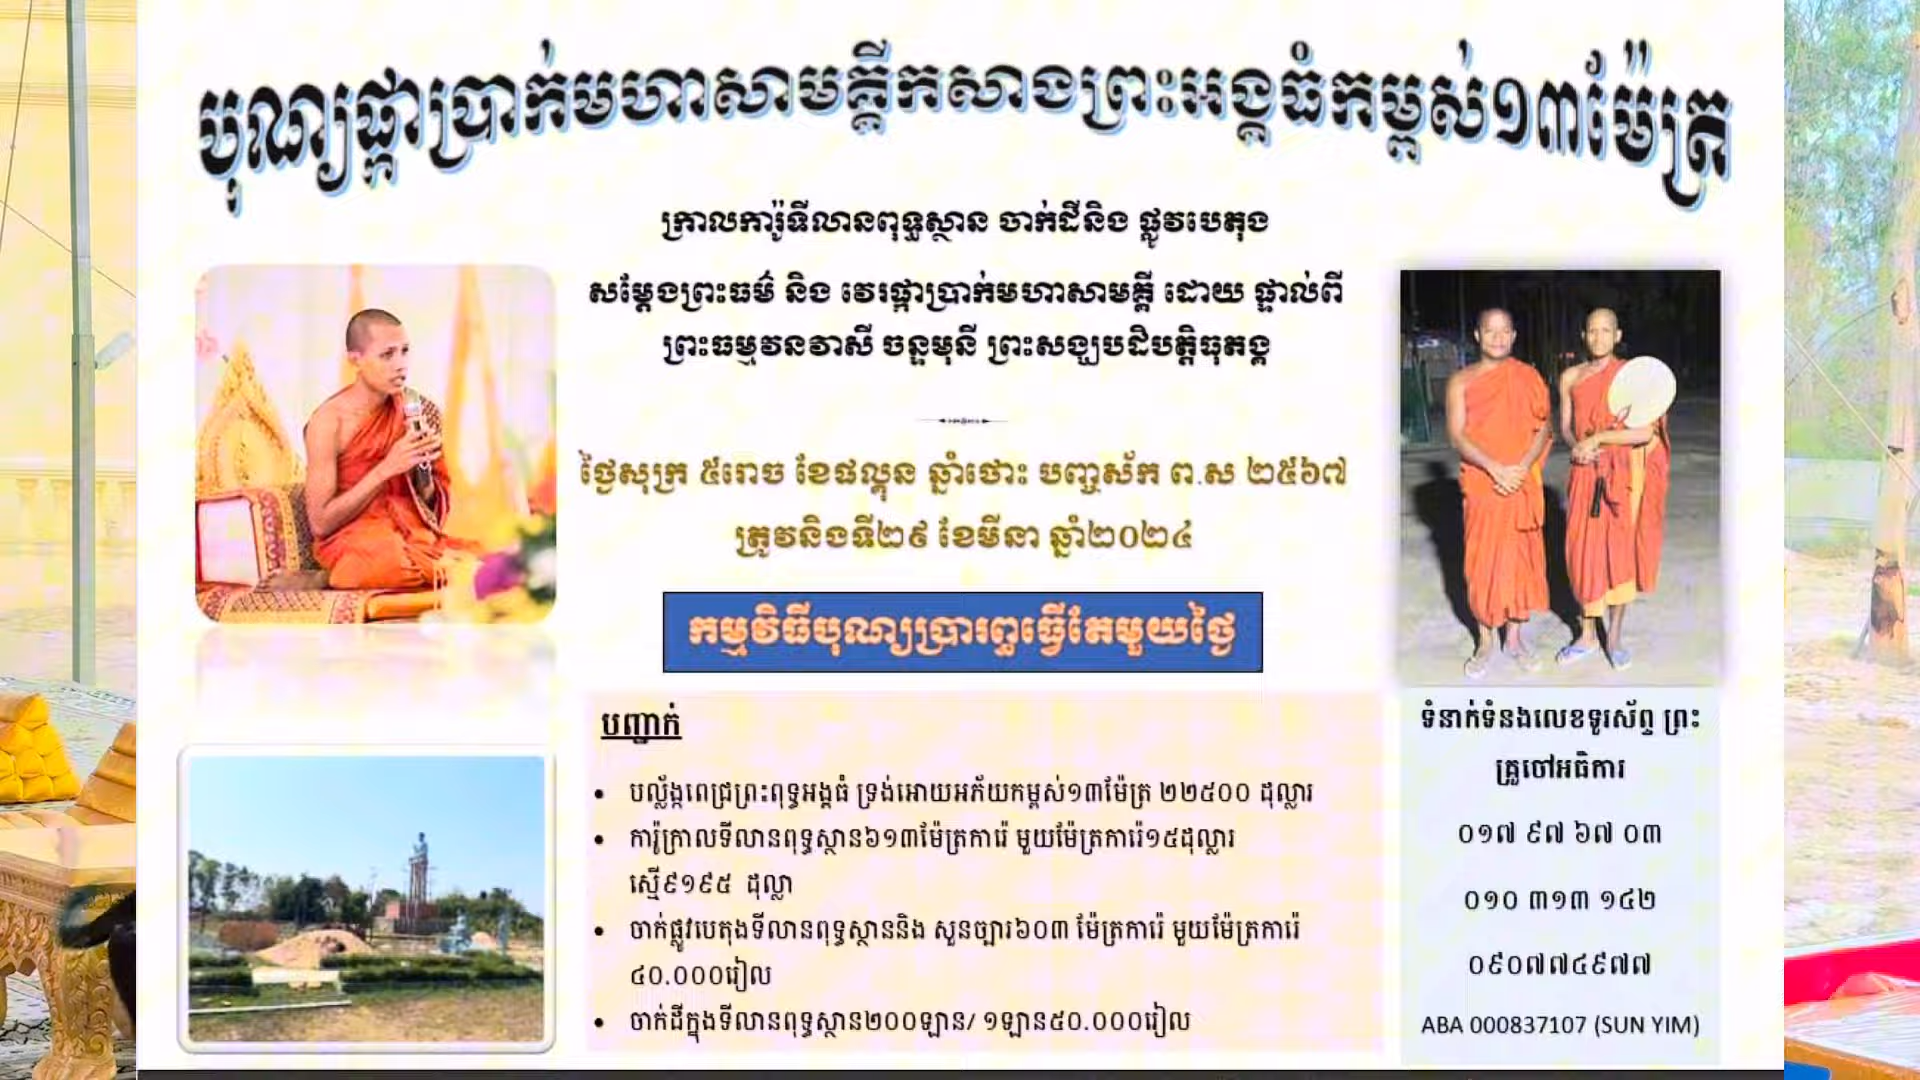 បុណ្យផ្កាប្រាក់មហាសាមគ្គីកសាងព្រះអង្គធំកម្ពស់១៣ម៉ែត្រ
ក្រាលការ៉ូទីលានពុទ្ធស្ថាន ចាក់ដីនិង ផ្លូវបេតុង
សម្ដែងព្រះធម៌ និង វេរផ្កាប្រាក់មហាសាមគ្គី ដោយ ផ្ទាល់ពី
ព្រះធម្មវនវាសី ចន្ទមុនី ព្រះសង្ឃបដិបត្តិធុតង្គ
ថ្ងៃសុក្រ ៥រោច ខែផល្គុន ឆ្នាំថោះ បញ្ចស័ក ព.ស ២៥៦៧
ត្រូវនិងទី២៩ ខែមីនា ឆ្នាំ២០២៤
កម្មវិធីបុណ្យប្រារព្ធធ្វើតែមួយថ្ងៃ
បញ្ជាក់
• បល្ល័ង្កពេជ្រព្រះពុទ្ធអង្គធំ ទ្រង់អោយអភ័យកម្ពស់១៣ម៉ែត្រ ២២៥០០ ដុល្លារ
• ការ៉ូក្រាលទីលានពុទ្ធស្ថាន៦១៣ម៉ែត្រការ៉េ មួយម៉ែត្រការ៉េ១៥ដុល្លារ
ស្មើ៩១៩៥ ដុល្លា
• ចាក់ផ្លូវបេតុងទីលានពុទ្ធស្ថាននិង សួនច្បារ៦០៣ ម៉ែត្រការ៉េ មួយម៉ែត្រការ៉េ
៤០.០០០រៀល
• ចាក់ដីក្នុងទីលានពុទ្ធស្ថាន២០០ឡាន/ ១ឡាន៥០.០០០រៀល
ទំនាក់ទំនងលេខទូរស័ព្ទ ព្រះ
គ្រូចៅអធិការ
០១៧ ៩៧ ៦៧ ០៣
០១០ ៣១៣ ១៤២
០៩០៧៧៤៩៧៧
ABA 000837107 (SUN YIM)